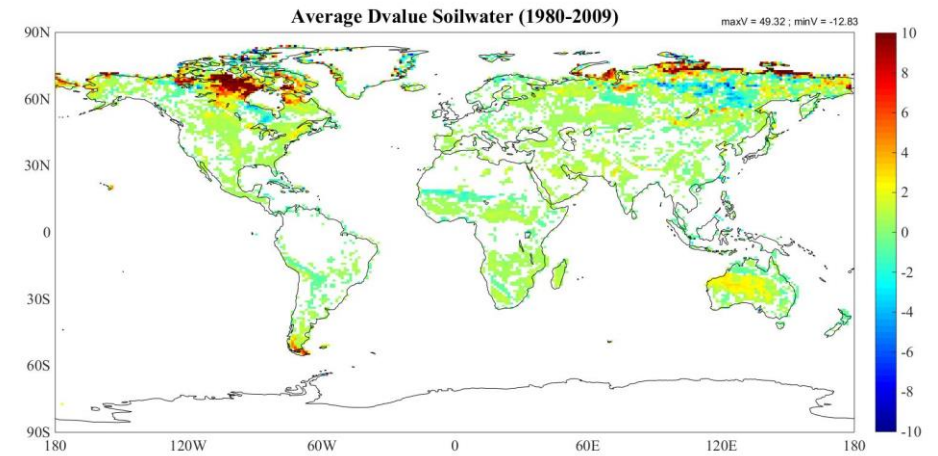 Average Dvalue Soilwater (1980-2009)
maxV = 49.32 ; minV = -12.83
90N
60N
30N
0
30S
60S
90S
180
120W
60W
0
60E
120E
180
10
8
6
4
2
0
-2
-4
-6
-8
-10